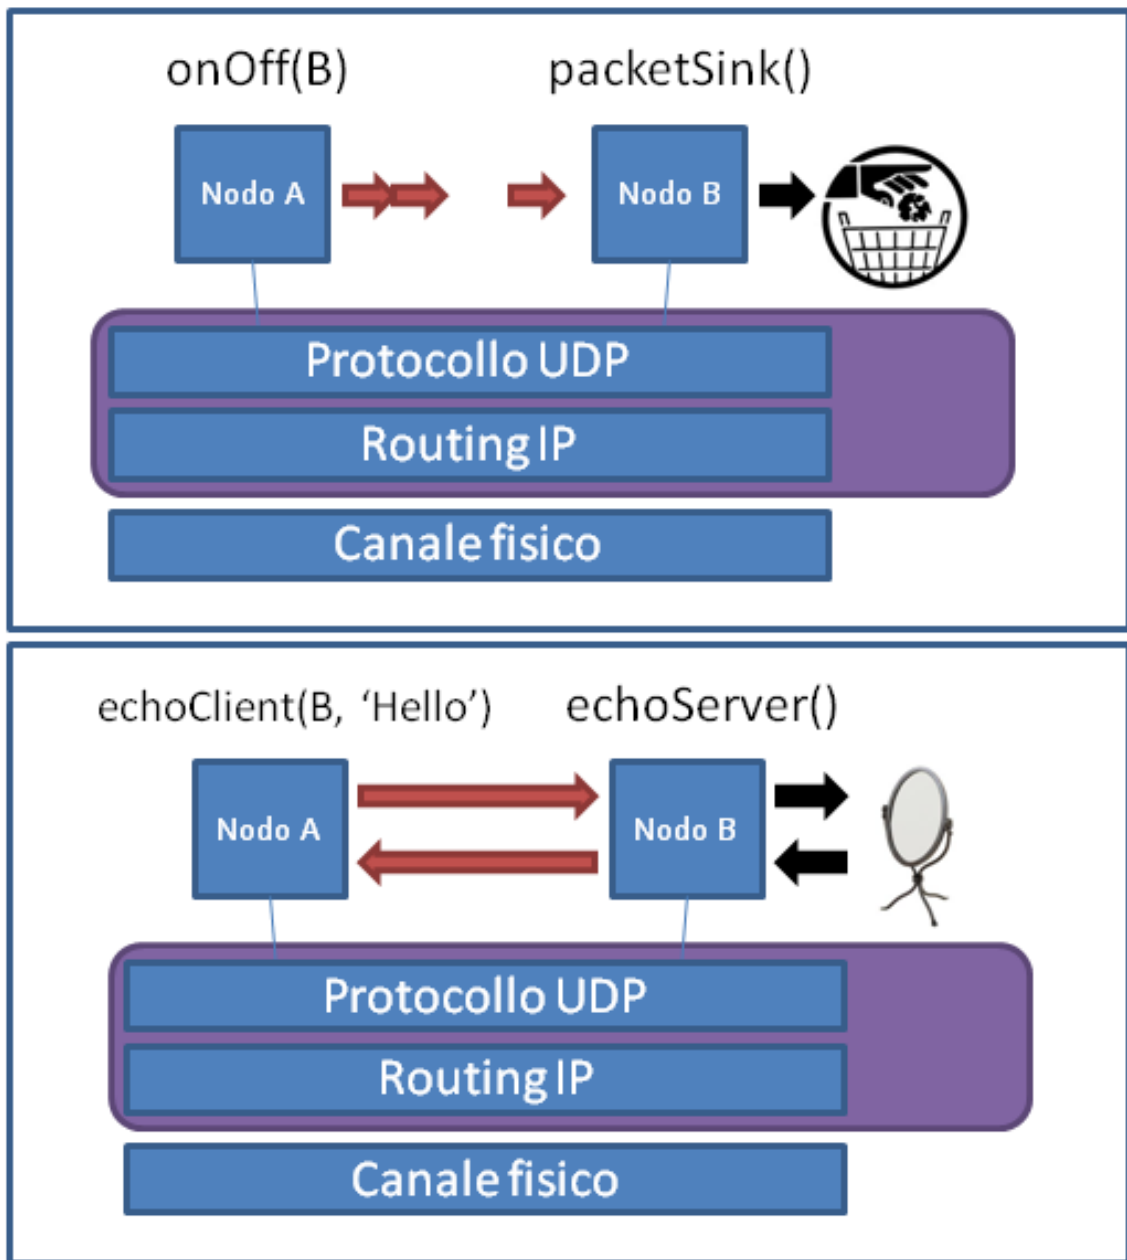 onOff(B)
packetSink()
Nodo A
Nodo B
Protocollo UDP
Routing IP
Canale fisico
echoClient(B, ‘Hello’)
echoServer()
Nodo A
Nodo B
Protocollo UDP
Routing IP
Canale fisico